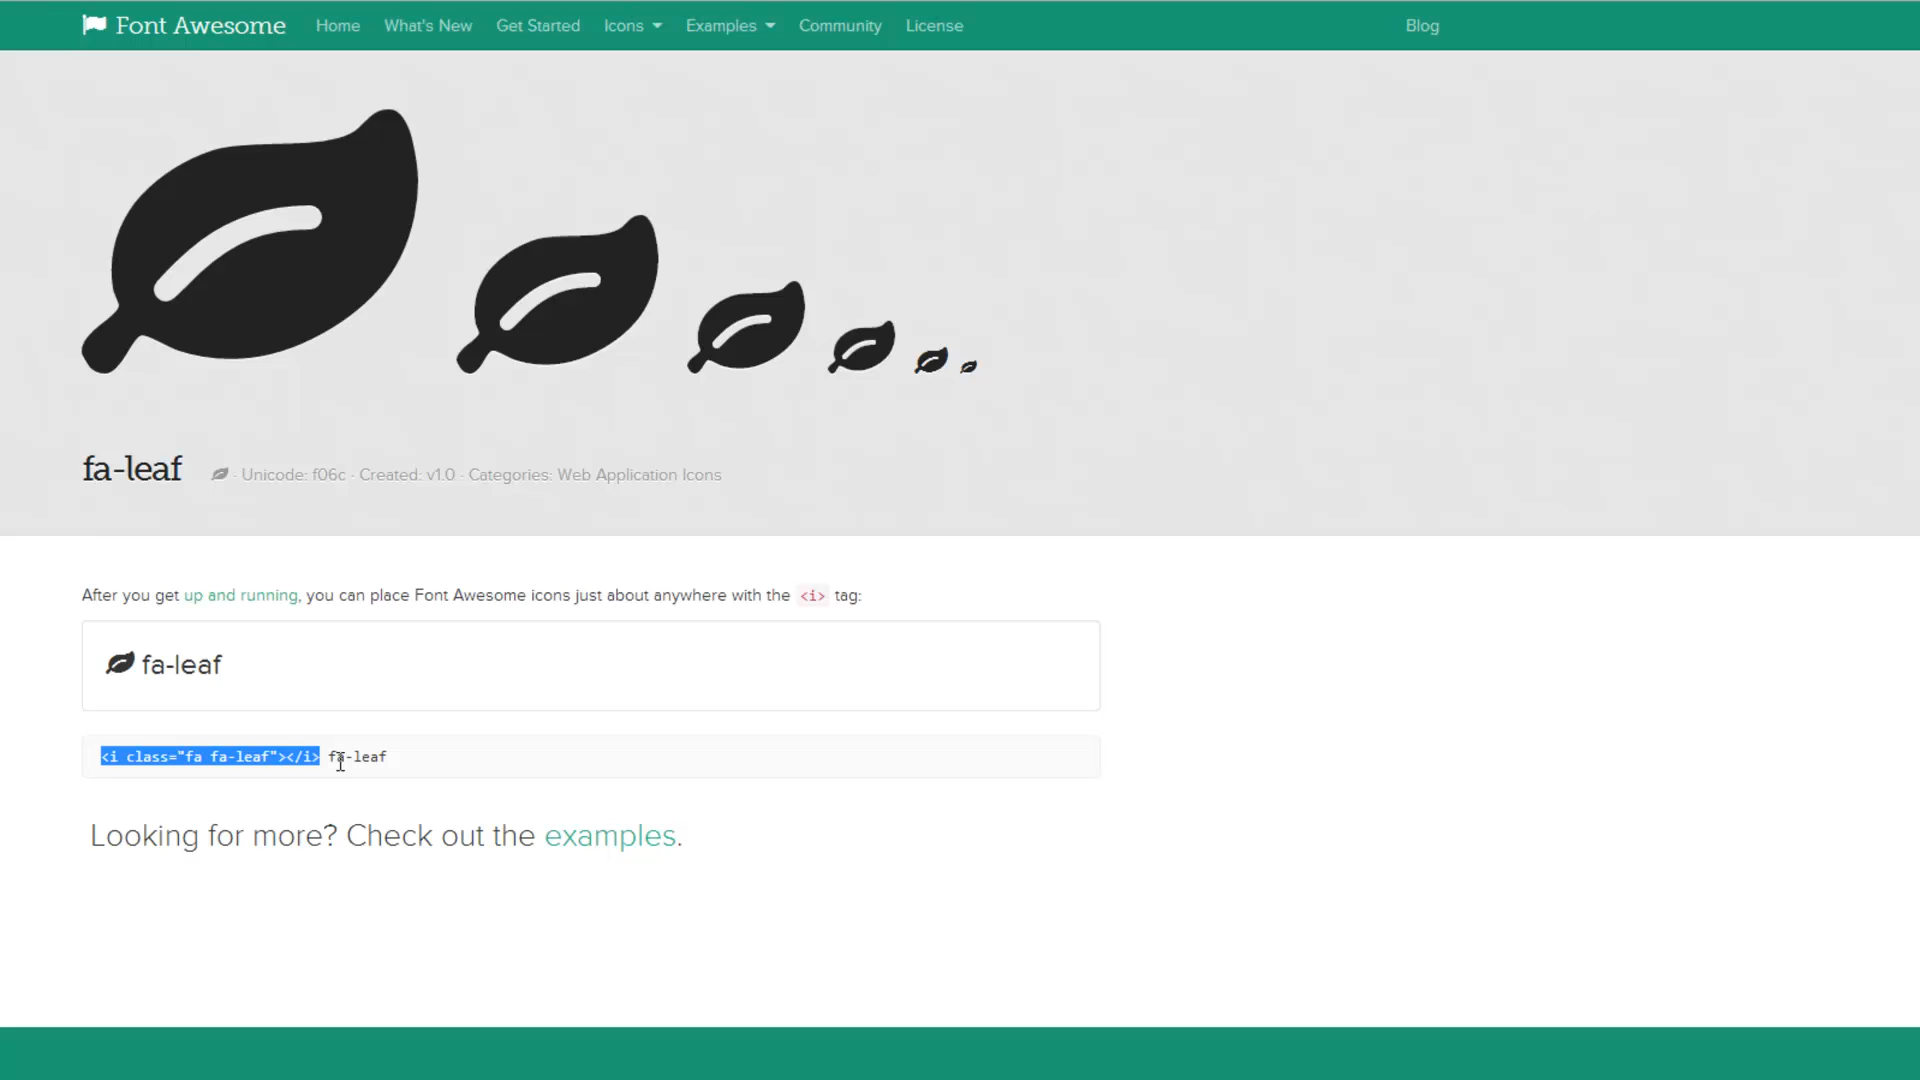 Font Awesome Home What's New Get Started Icons Examples Community License Blog
fa-leaf · Unicode: f06c · Created: v1.0 · Categories: Web Application Icons
After you get up and running, you can place Font Awesome icons just about anywhere with the <i> tag:
fa-leaf
<i class="fa fa-leaf"></i> fa-leaf
Looking for more? Check out the examples.